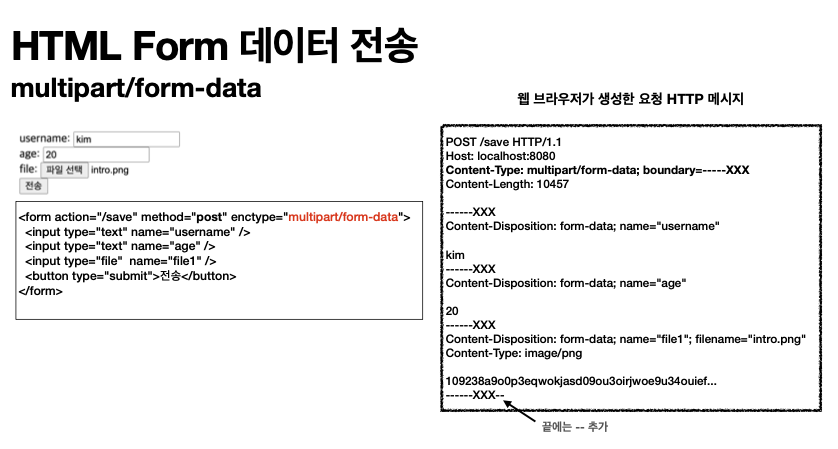 HTML Form 데이터 전송
multipart/form-data
username: kim
age: 20
file: 파일 선택 intro.png
전송
<form action="/save" method="post" enctype="multipart/form-data">
<input type="text" name="username" />
<input type="text" name="age" />
<input type="file" name="file1" />
<button type="submit">전송</button>
</form>
웹 브라우저가 생성한 요청 HTTP 메시지
POST /save HTTP/1.1
Host: localhost:8080
Content-Type: multipart/form-data; boundary=-----XXX
Content-Length: 10457
------XXX
Content-Disposition: form-data; name="username"
kim
------XXX
Content-Disposition: form-data; name="age"
20
------XXX
Content-Disposition: form-data; name="file1"; filename="intro.png"
Content-Type: image/png
109238a9o0p3eqwokjasd09ou3oirjwoe9u34ouief...
------XXX--
끝에는 -- 추가